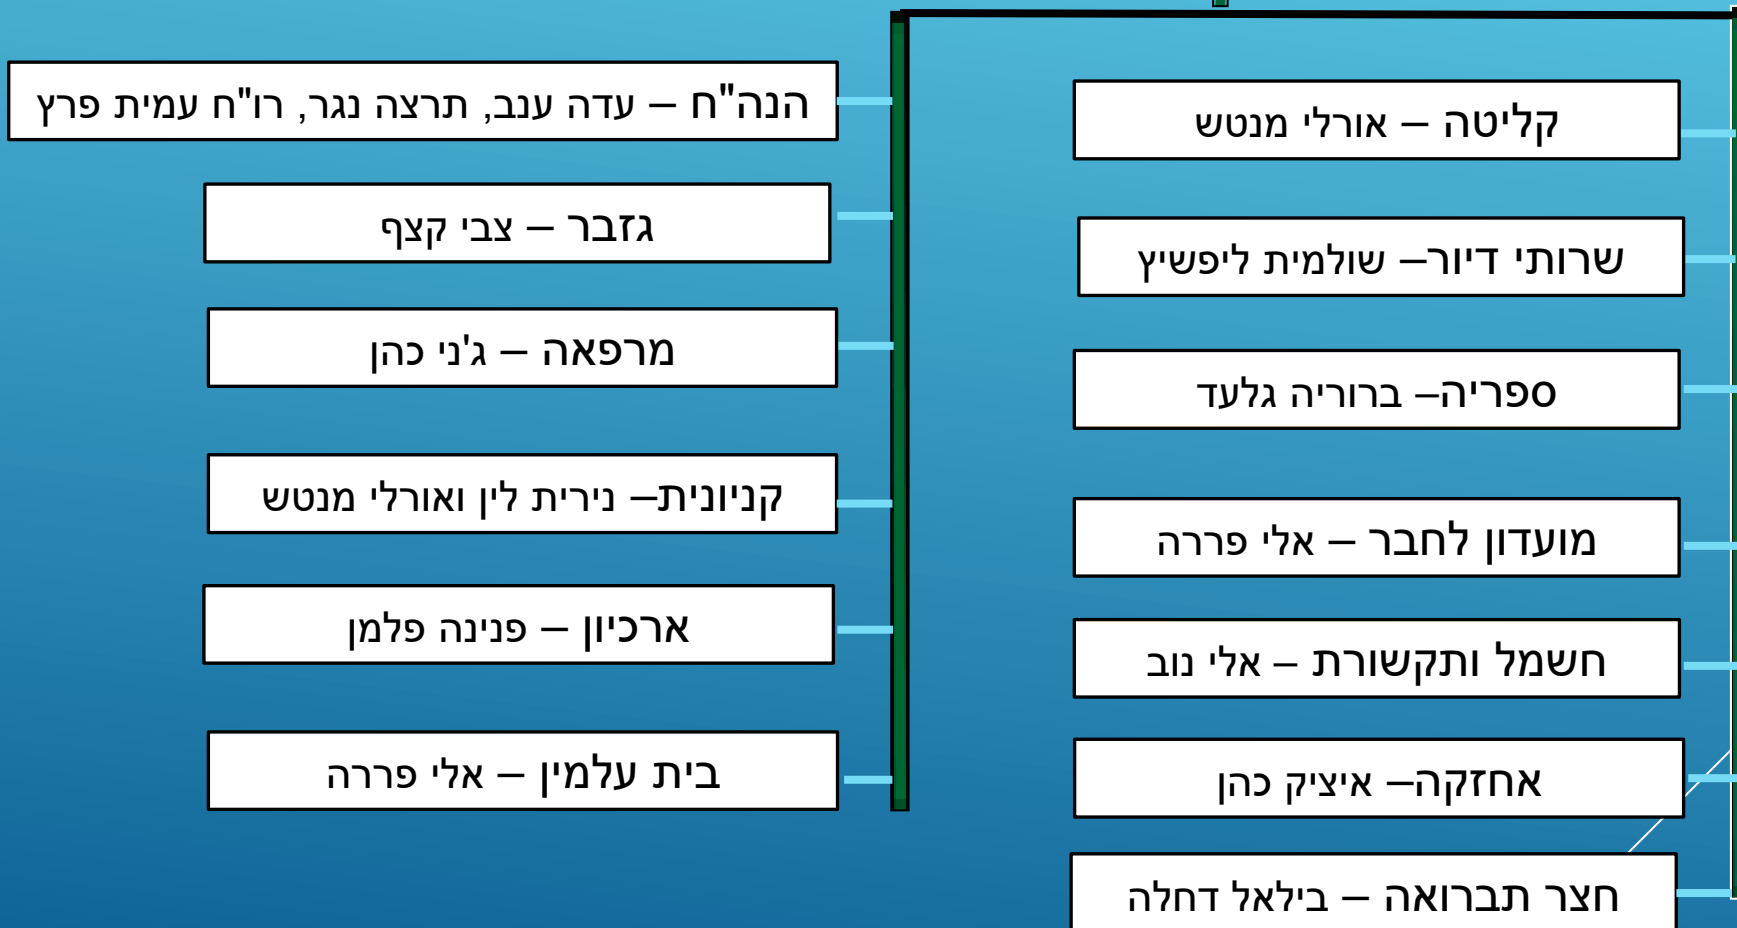 קליטה – אורלי מנטש
שרותי דיור– שולמית ליפשיץ
ספריה– ברוריה גלעד
מועדון לחבר – אלי פררה
חשמל ותקשורת – אלי נוב
אחזקה– איציק כהן
חצר תברואה – בילאל דחלה
הנה"ח – עדה ענב, תרצה נגר, רו"ח עמית פרץ
גזבר – צבי קצף
מרפאה – ג'ני כהן
קניונית– נירית לין ואורלי מנטש
ארכיון – פנינה פלמן
בית עלמין – אלי פררה